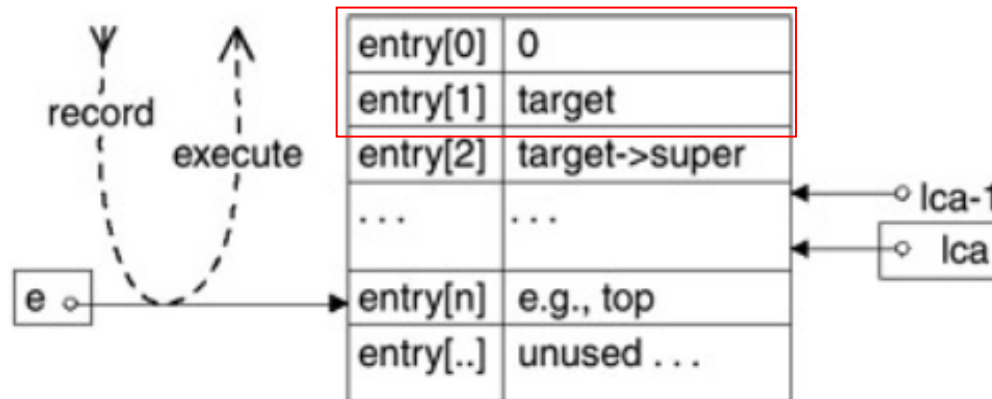 record
execute
entry[0] 0
entry[1] target
entry[2] target->super
. . . . . .
lca-1
lca
e
entry[n] e.g., top
entry[..] unused . . .